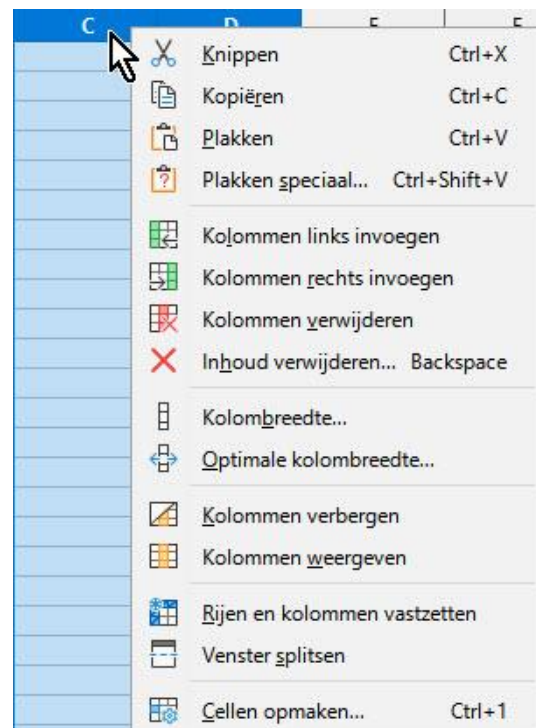 C D E F
Knippen Ctrl+X
Kopiëren Ctrl+C
Plakken Ctrl+V
Plakken speciaal... Ctrl+Shift+V
Kolommen links invoegen
Kolommen rechts invoegen
Kolommen verwijderen
Inhoud verwijderen... Backspace
Kolombreedte...
Optimale kolombreedte...
Kolommen verbergen
Kolommen weergeven
Rijen en kolommen vastzetten
Venster splitsen
Cellen opmaken... Ctrl+1